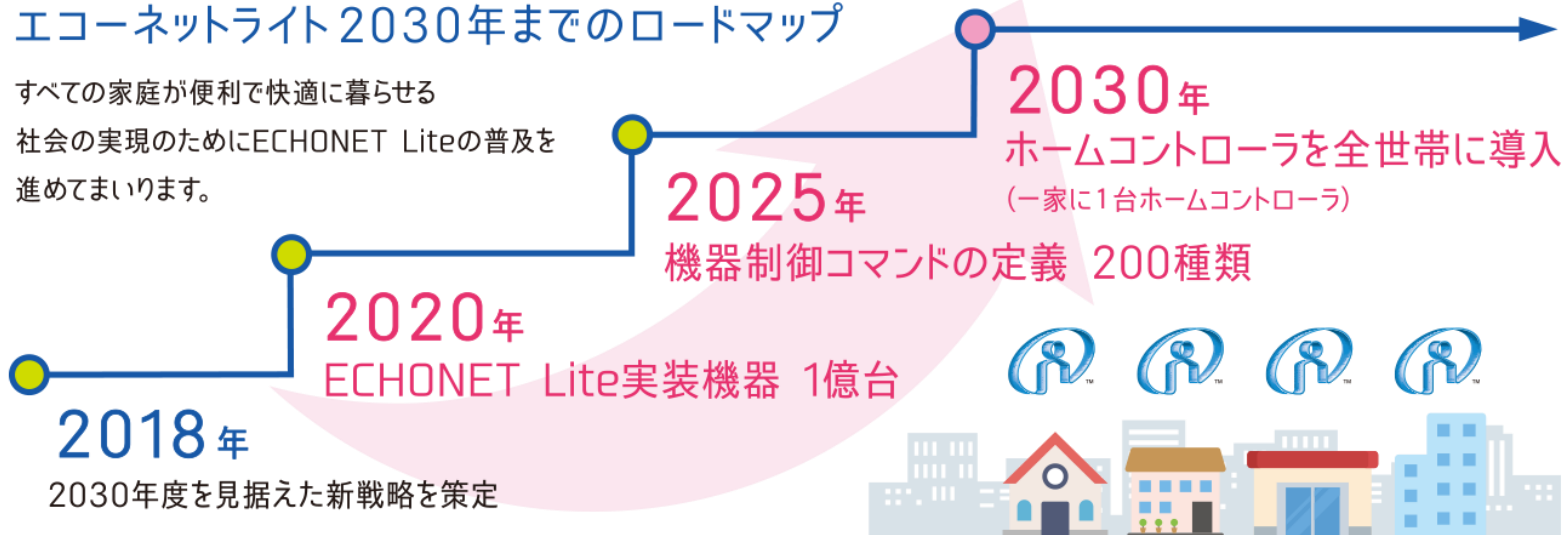 エコーネットライト2030年までのロードマップ
すべての家庭が便利で快適に暮らせる
社会の実現のためにECHONET Liteの普及を
進めてまいります。
2018年
2030年度を見据えた新戦略を策定
2020年
ECHONET Lite実装機器 1億台
2025年
機器制御コマンドの定義 200種類
2030年
ホームコントローラを全世帯に導入
(一家に1台ホームコントローラ)
TM TM TM TM